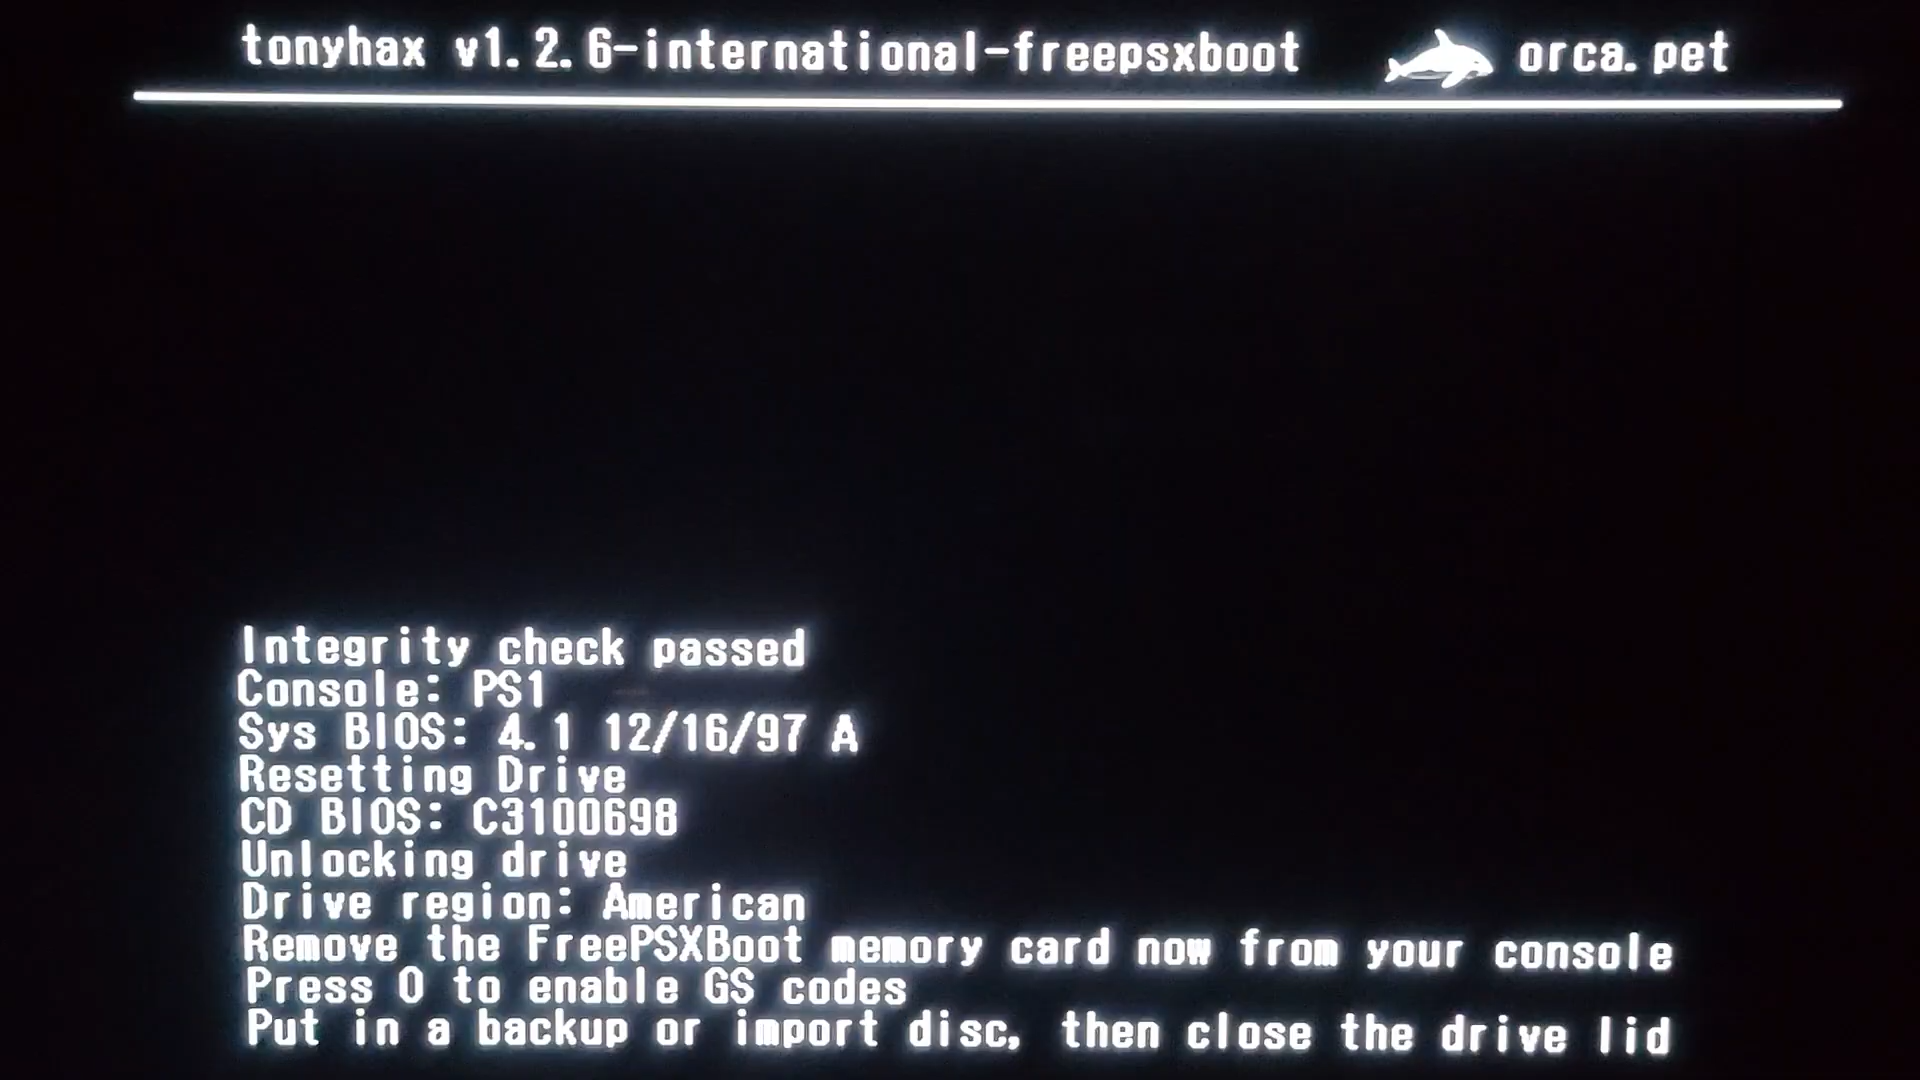 tonyhax v1.2.6-international-freepsxboot orca.pet
Integrity check passed
Console: PS1
Sys BIOS: 4.1 12/16/97 A
Resetting Drive
CD BIOS: C3100698
Unlocking drive
Drive region: American
Remove the FreePSXBoot memory card now from your console
Press O to enable GS codes
Put in a backup or import disc, then close the drive lid